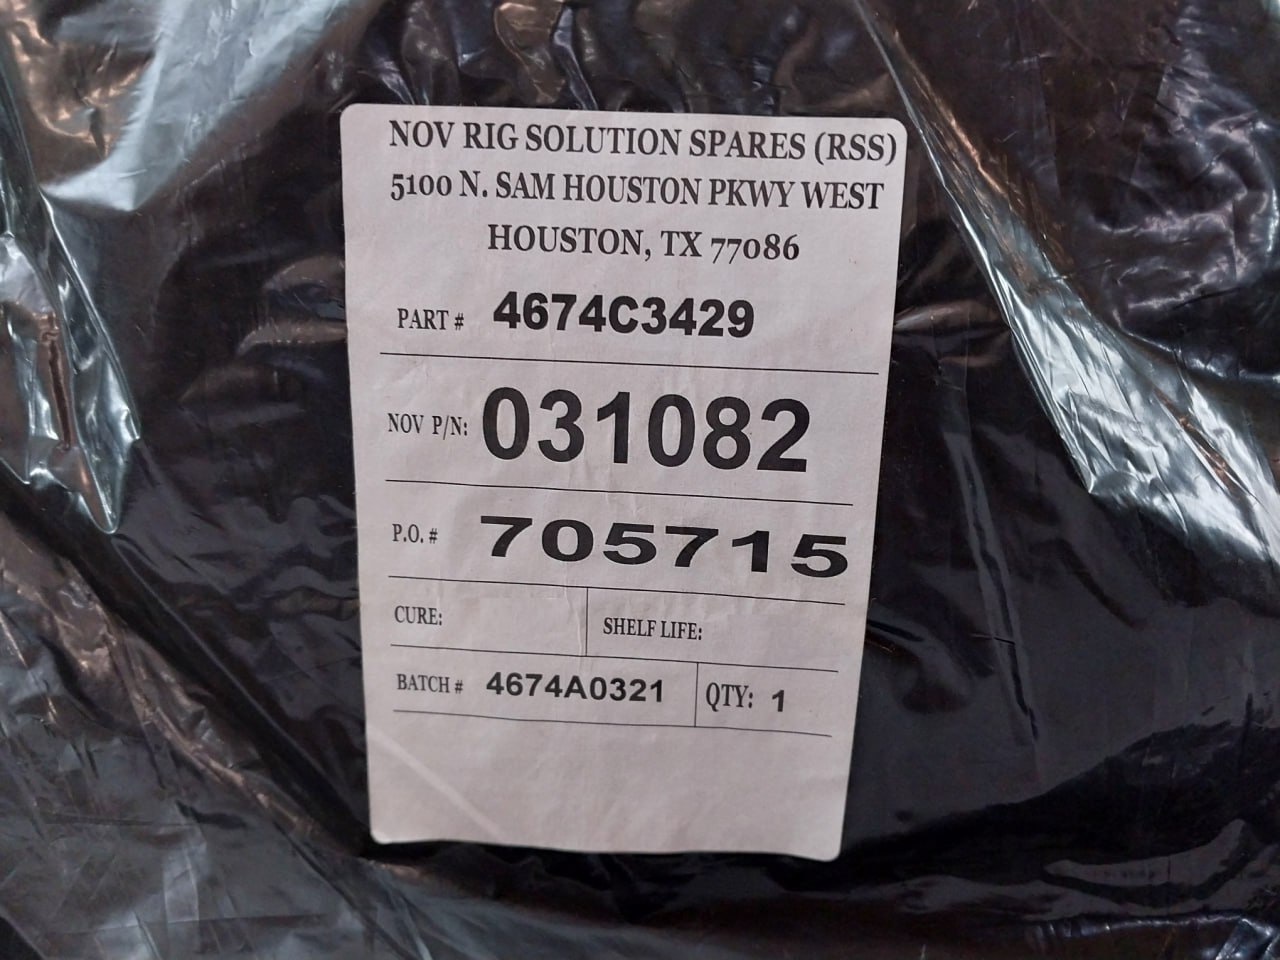 NOV RIG SOLUTION SPARES (RSS)
5100 N. SAM HOUSTON PKWY WEST
HOUSTON, TX 77086
PART # 4674C3429
NOV P/N: 031082
P.O. # 705715
CURE: SHELF LIFE:
BATCH # 4674A0321 QTY: 1